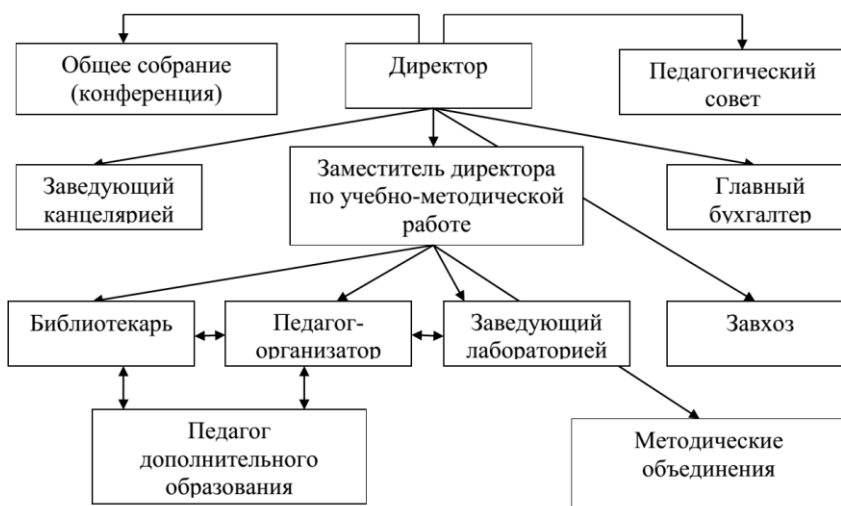 Общее собрание
(конференция)
Директор
Педагогический
совет
Заведующий
канцелярией
Заместитель директора
по учебно-методической
работе
Главный
бухгалтер
Библиотекарь
Педагог-
организатор
Заведующий
лабораторией
Завхоз
Педагог
дополнительного
образования
Методические
объединения